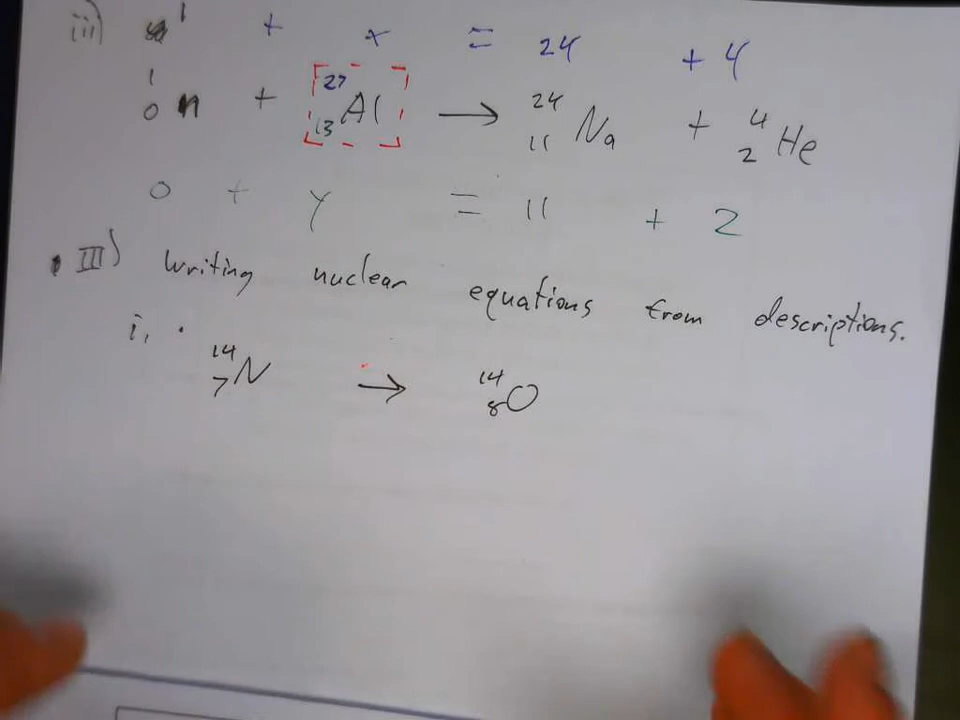 iii) 1 + x = 24 + 4
1 0 n + 27 13 Al → 24 11 Na + 4 2 He
0 + y = 11 + 2
III) Writing nuclear equations from descriptions.
i. 14 7 N → 14 8 O